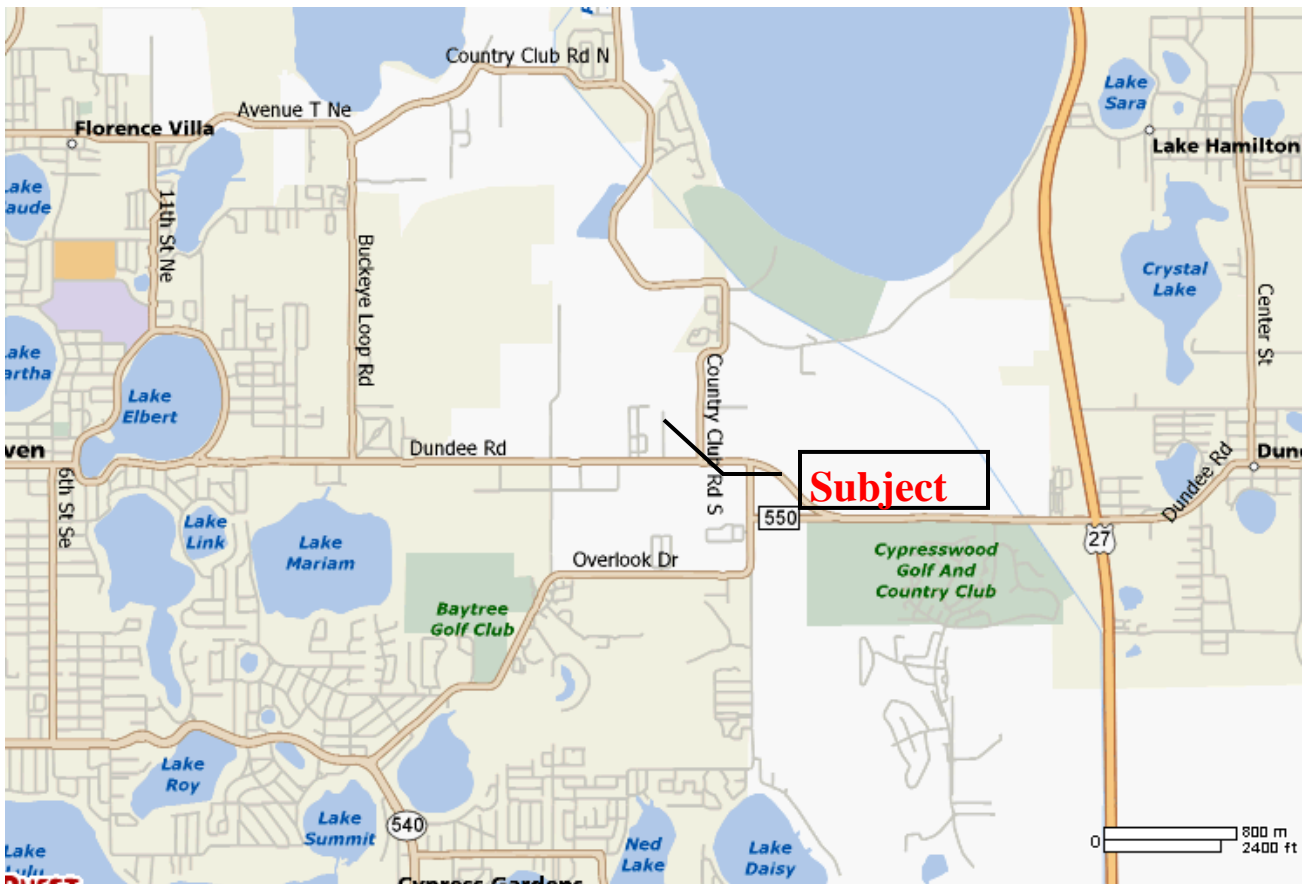 Country Club Rd N
Avenue T Ne
Florence Villa
Lake
Sara
Lake Hamilton
Lake
aude
11th St Ne
Buckeye Loop Rd
Crystal
Lake
Center St
Lake
artha
Lake
Elbert
Country Club Rd S
ven
Dundee Rd
Subject
Dundee Rd
Dun
6th St Se
550
27
Lake
Link
Lake
Mariam
Overlook Dr
Cypresswood
Golf And
Country Club
Baytree
Golf Club
Lake
Roy
Lake
Summit
540
Ned
Lake
Lake
Daisy
0
800 m
2400 ft
Lake
Lulu
Cypress Gardens